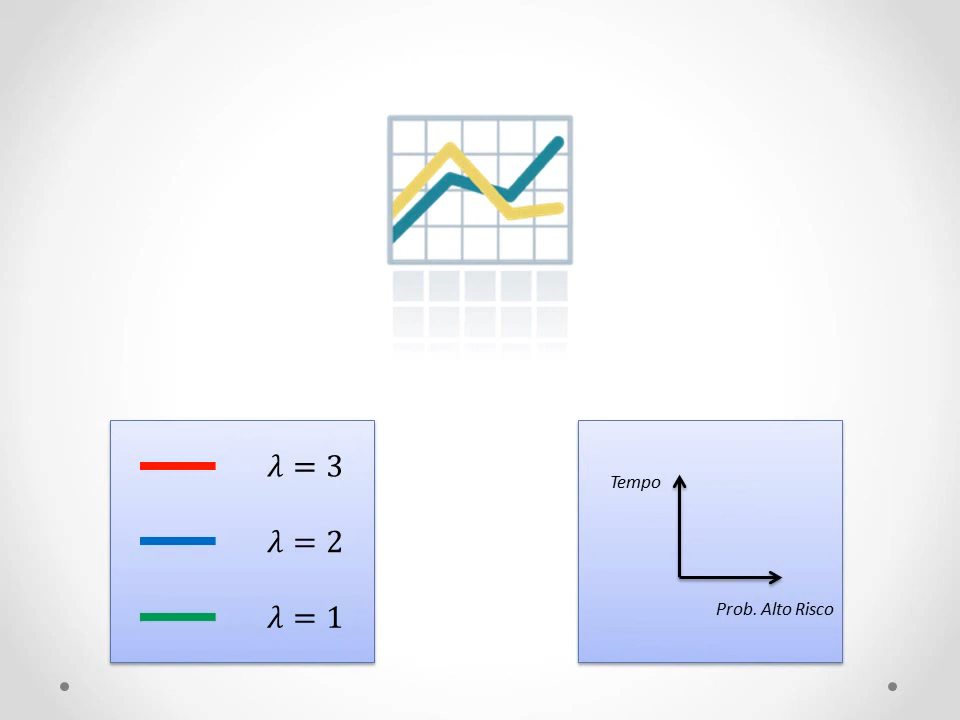 𝜆 = 3
𝜆 = 2
𝜆 = 1
Tempo
Prob. Alto Risco